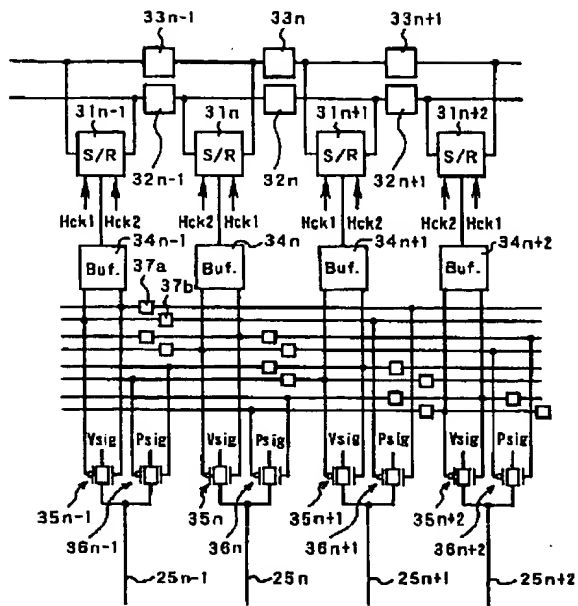 33n-1 33n 33n+1
31n-1 31n 31n+1 31n+2
S/R S/R S/R S/R
32n-1 32n 32n+1
Hck1 Hck2 Hck2 Hck1 Hck1 Hck2 Hck2 Hck1
34n-1 34n 34n+1 34n+2
Buf. Buf. Buf. Buf.
37a
37b
Vsig Psig Vsig Psig Vsig Psig Vsig Psig
35n-1 35n 35n+1 35n+2
36n-1 36n 36n+1 36n+2
25n-1 25n 25n+1 25n+2